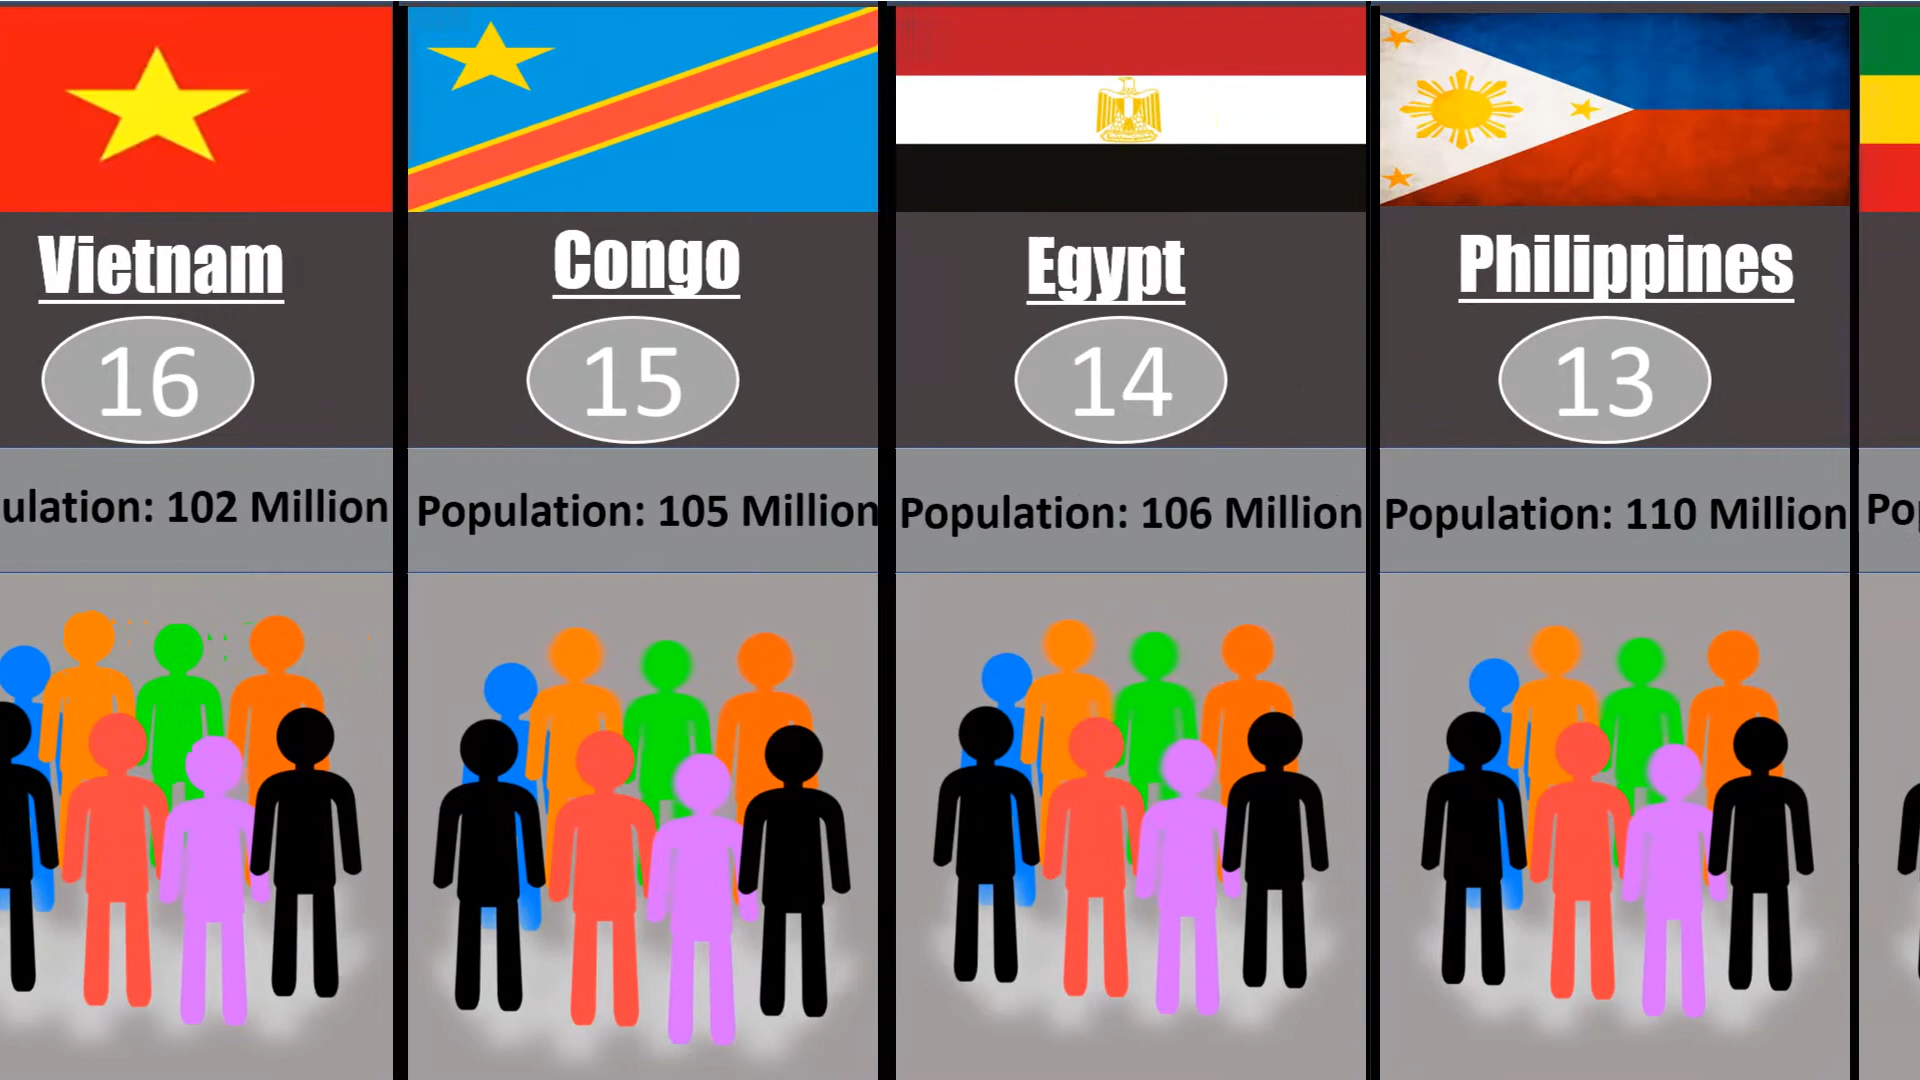 Vietnam
16
ulation: 102 Million
Congo
15
Population: 105 Million
Egypt
14
Population: 106 Million
Philippines
13
Population: 110 Million
Po